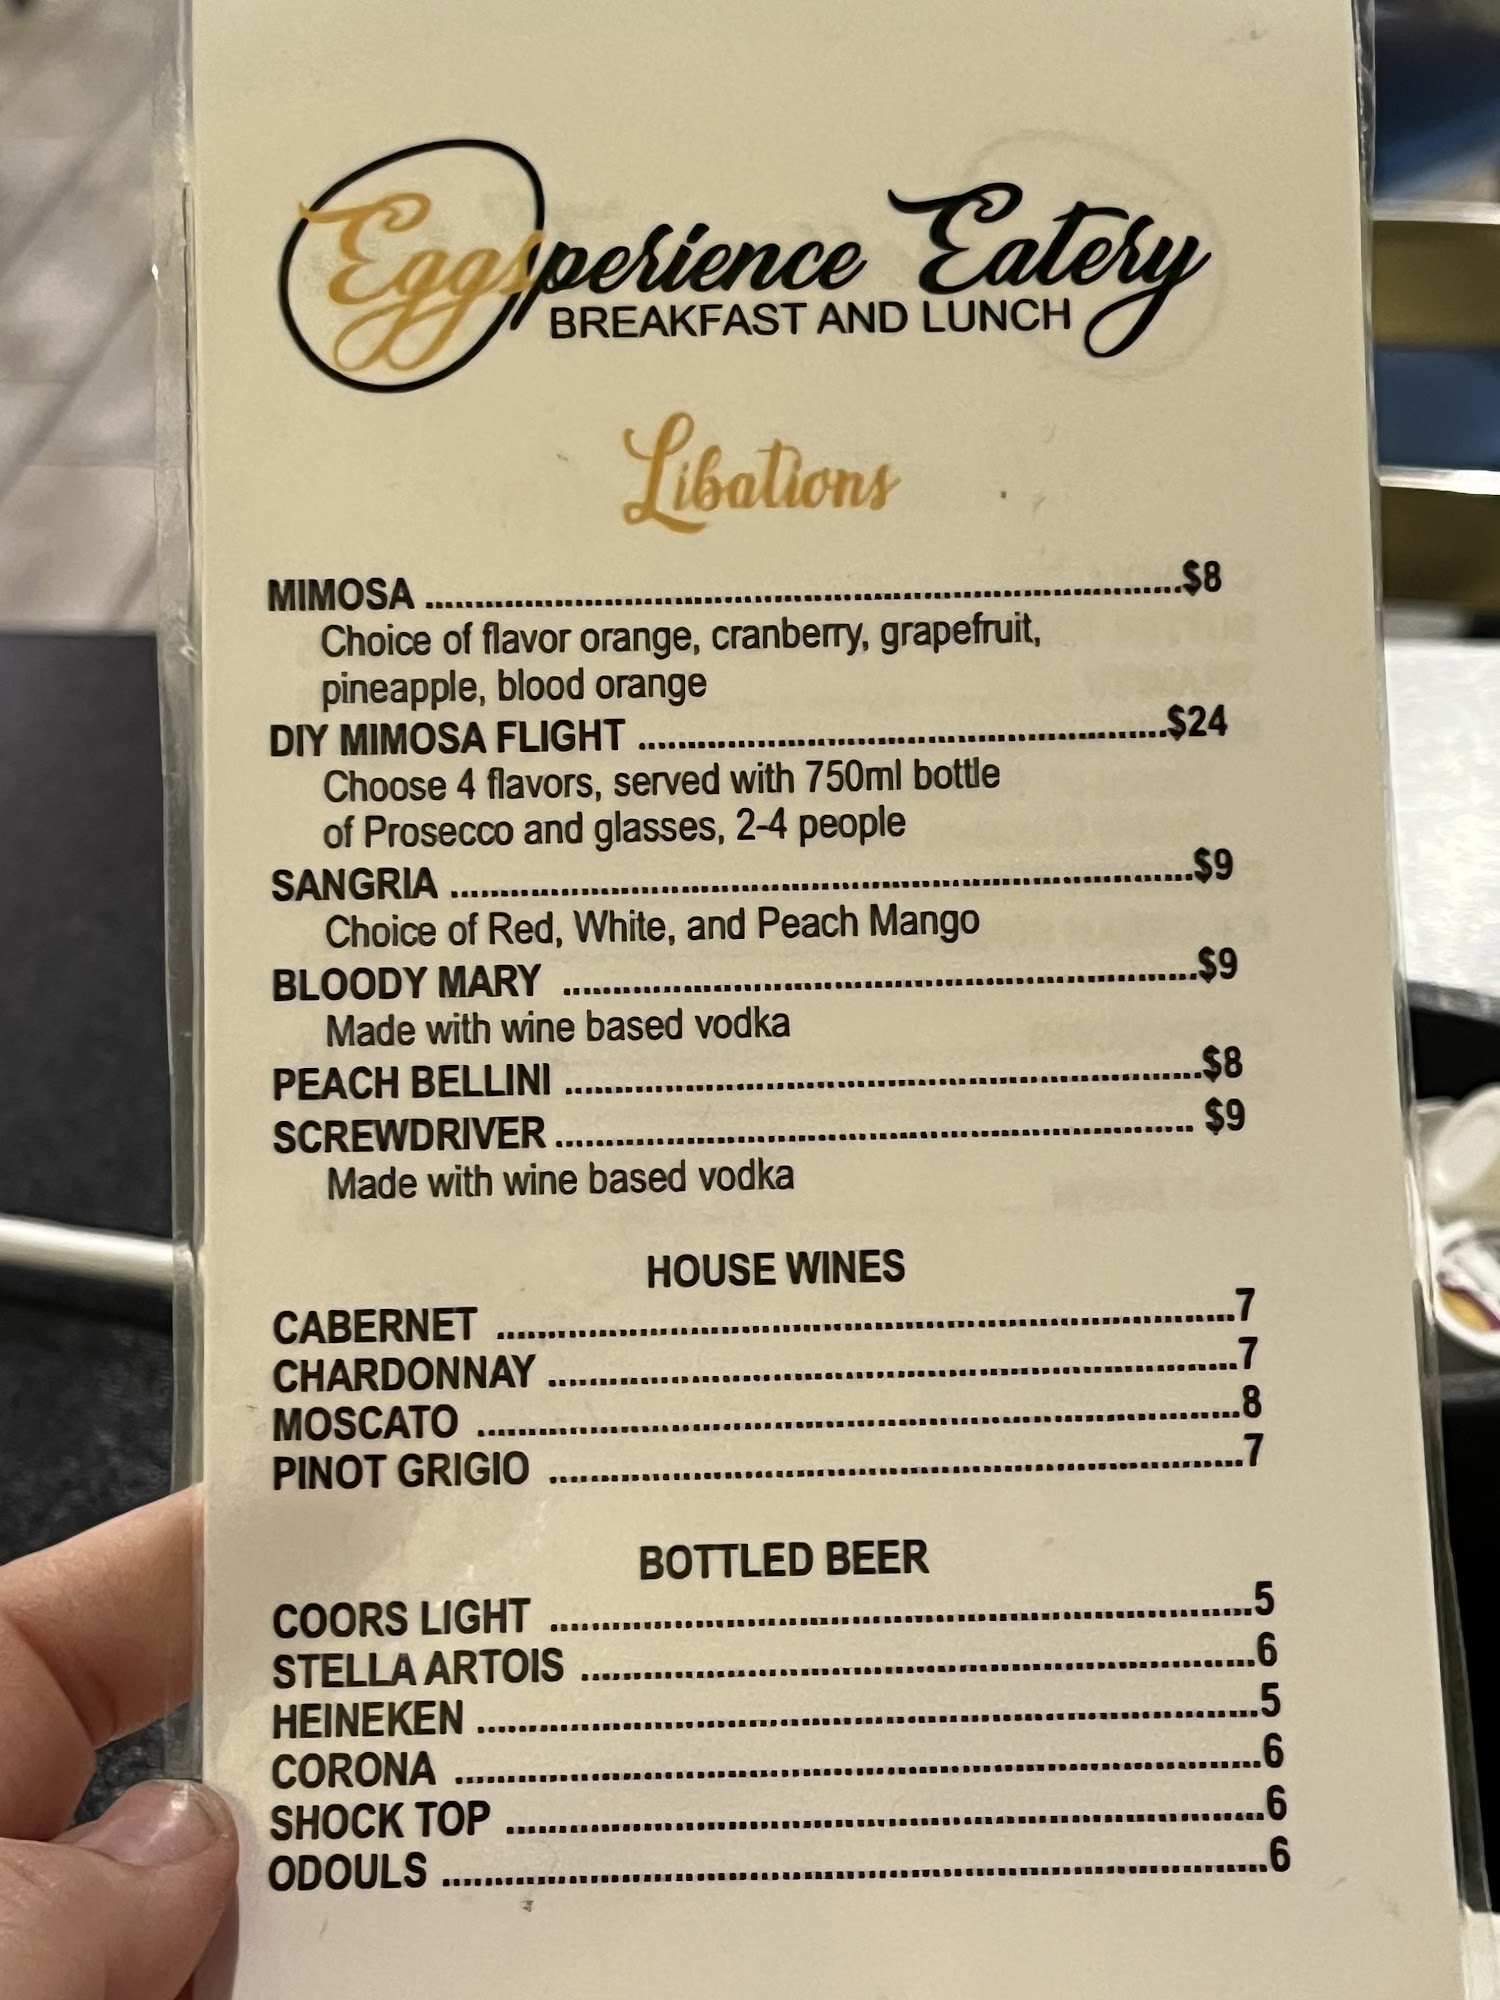 Eggsperience Eatery
BREAKFAST AND LUNCH
Libations
MIMOSA ........ $8
Choice of flavor orange, cranberry, grapefruit,
pineapple, blood orange
DIY MIMOSA FLIGHT ........ $24
Choose 4 flavors, served with 750ml bottle
of Prosecco and glasses, 2-4 people
SANGRIA ........ $9
Choice of Red, White, and Peach Mango
BLOODY MARY ........ $9
Made with wine based vodka
PEACH BELLINI ........ $8
SCREWDRIVER ........ $9
Made with wine based vodka
HOUSE WINES
CABERNET ........ 7
CHARDONNAY ........ 7
MOSCATO ........ 8
PINOT GRIGIO ........ 7
BOTTLED BEER
COORS LIGHT ........ 5
STELLA ARTOIS ........ 6
HEINEKEN ........ 5
CORONA ........ 6
SHOCK TOP ........ 6
ODOULS ........ 6